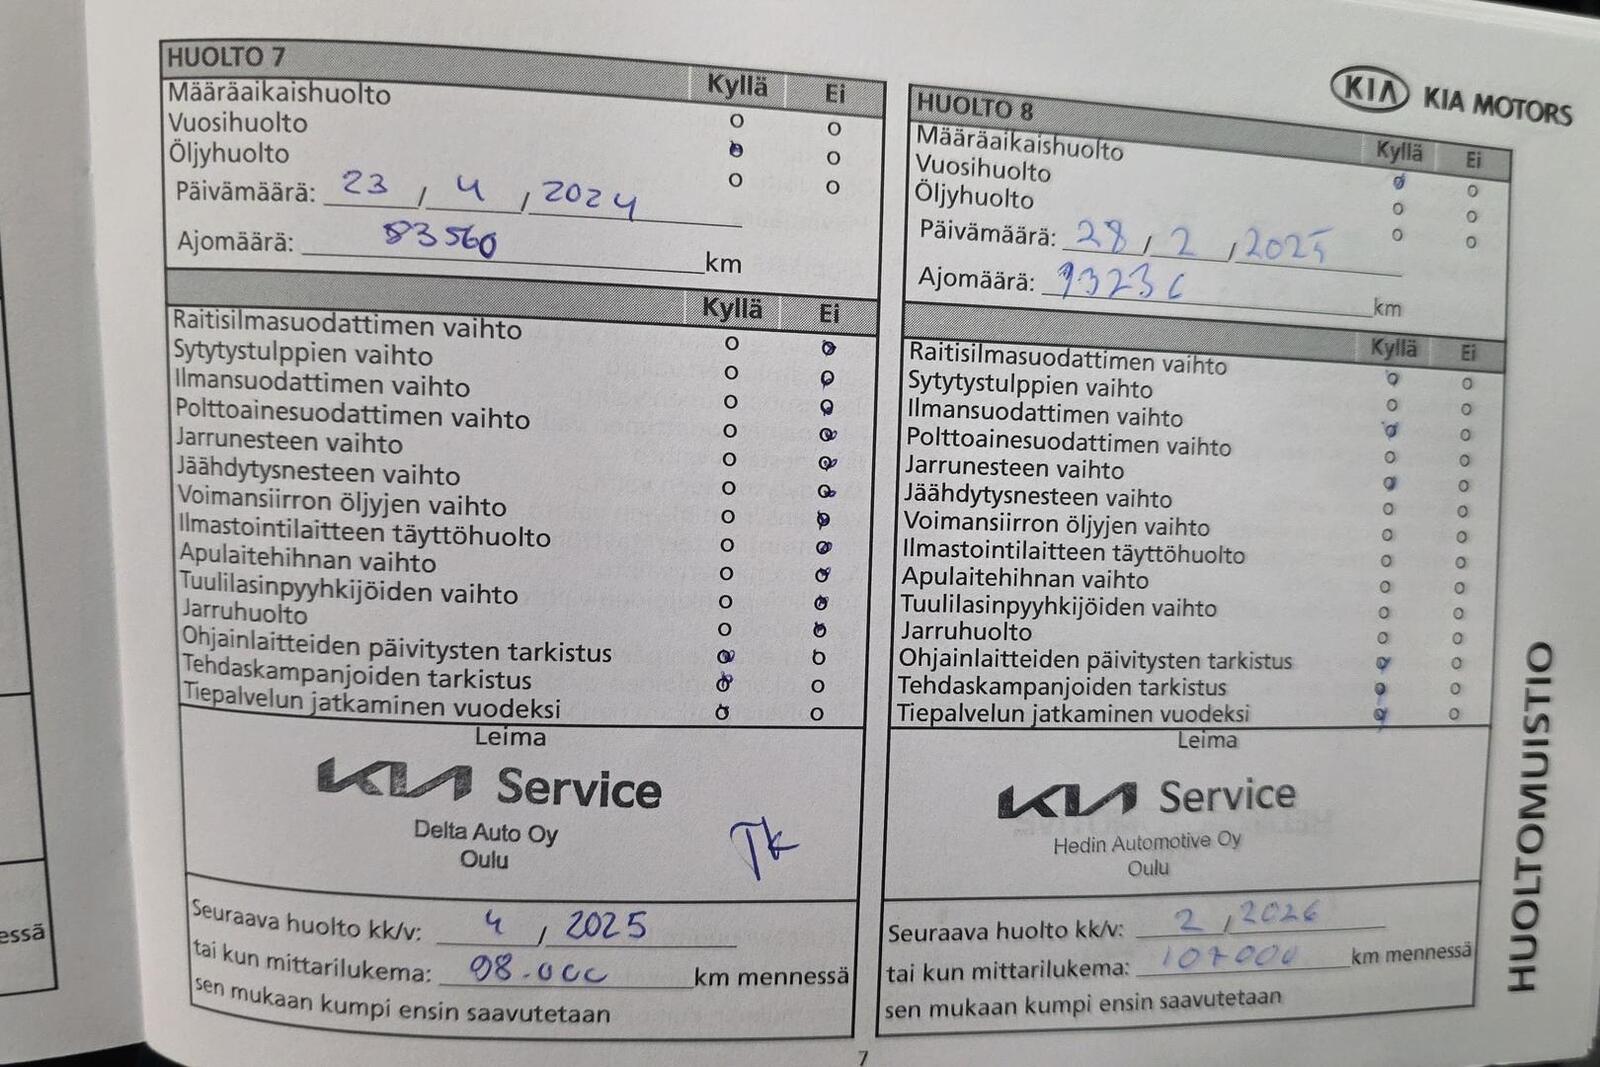 HUOLTO 7
Kyllä Ei
Määräaikaishuolto o o
Vuosihuolto o o
Öljyhuolto o o
Päivämäärä: 23 / 4 / 2024
Ajomäärä: 83560 km
Kyllä Ei
Raitisilmasuodattimen vaihto o o
Sytytystulppien vaihto o o
Ilmansuodattimen vaihto o o
Polttoainesuodattimen vaihto o o
Jarrunesteen vaihto o o
Jäähdytysnesteen vaihto o o
Voimansiirron öljyjen vaihto o o
Ilmastointilaitteen täyttöhuolto o o
Apulaitehihnan vaihto o o
Tuulilasinpyyhkijöiden vaihto o o
Jarruhuolto o o
Ohjainlaitteiden päivitysten tarkistus o o
Tehdaskampanjoiden tarkistus o o
Tiepalvelun jatkaminen vuodeksi o o
Leima
KIA Service
Delta Auto Oy
Oulu
TK
Seuraava huolto kk/v: 4 / 2025
tai kun mittarilukema: 98.000 km mennessä
sen mukaan kumpi ensin saavutetaan
KIA KIA MOTORS
HUOLTO 8
Kyllä Ei
Määräaikaishuolto o o
Vuosihuolto o o
Öljyhuolto o o
Päivämäärä: 28 / 2 / 2025
Ajomäärä: km
Kyllä Ei
Raitisilmasuodattimen vaihto o o
Sytytystulppien vaihto o o
Ilmansuodattimen vaihto o o
Polttoainesuodattimen vaihto o o
Jarrunesteen vaihto o o
Jäähdytysnesteen vaihto o o
Voimansiirron öljyjen vaihto o o
Ilmastointilaitteen täyttöhuolto o o
Apulaitehihnan vaihto o o
Tuulilasinpyyhkijöiden vaihto o o
Jarruhuolto o o
Ohjainlaitteiden päivitysten tarkistus o o
Tehdaskampanjoiden tarkistus o o
Tiepalvelun jatkaminen vuodeksi o o
Leima
KIA Service
Hedin Automotive Oy
Oulu
Seuraava huolto kk/v: 2 / 2026
tai kun mittarilukema: 107000 km mennessä
sen mukaan kumpi ensin saavutetaan
HUOLTOMUISTIO
7